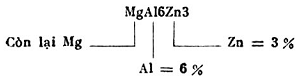 MgAl6Zn3
Còn lại Mg
Zn = 3 %
Al = 6 %